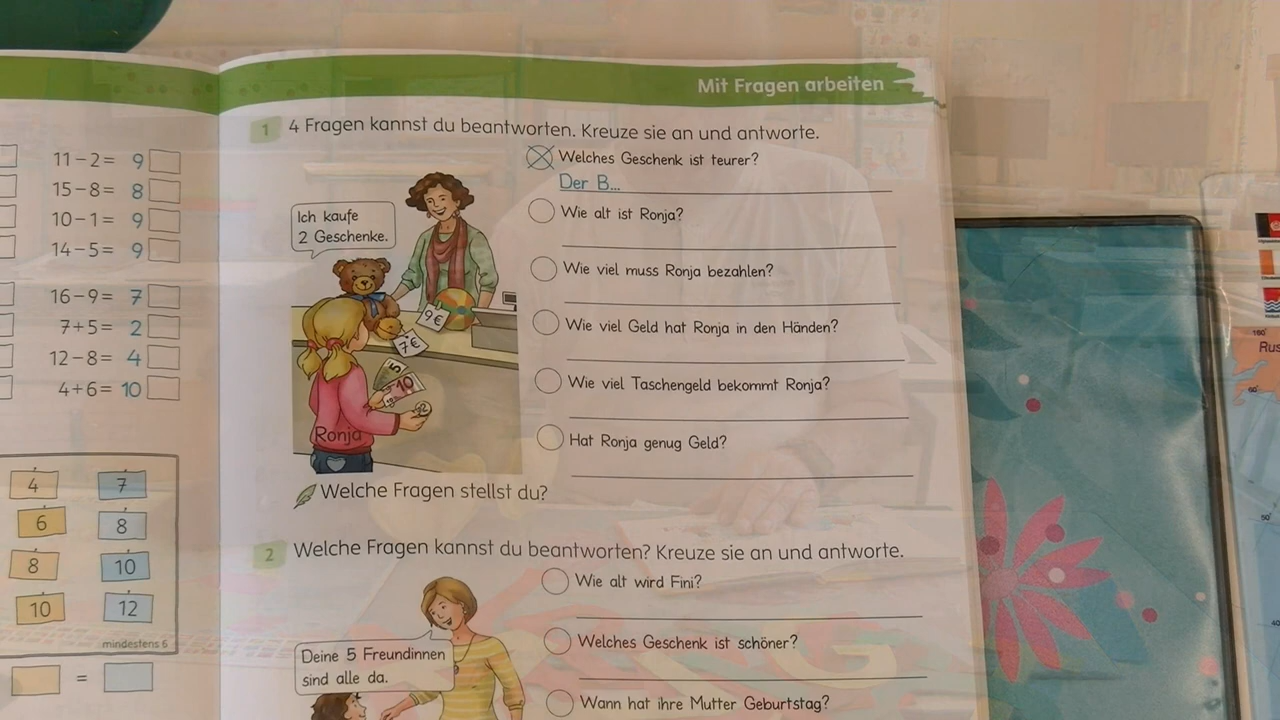 Mit Fragen arbeiten
11-2= 9
15-8= 8
10-1= 9
14-5= 9
16-9= 7
7+5= 2
12-8= 4
4+6= 10
4 7
6 8
8 10
10 12
mindestens 6
=
1 4 Fragen kannst du beantworten. Kreuze sie an und antworte.
Ich kaufe
2 Geschenke.
9€
7€
5
10
2
Ronja
Welches Geschenk ist teurer?
Der B...
Wie alt ist Ronja?
Wie viel muss Ronja bezahlen?
Wie viel Geld hat Ronja in den Händen?
Wie viel Taschengeld bekommt Ronja?
Hat Ronja genug Geld?
Welche Fragen stellst du?
2 Welche Fragen kannst du beantworten? Kreuze sie an und antworte.
Deine 5 Freundinnen
sind alle da.
Wie alt wird Fini?
Welches Geschenk ist schöner?
Wann hat ihre Mutter Geburtstag?
160°
Rus
60°
50°
40